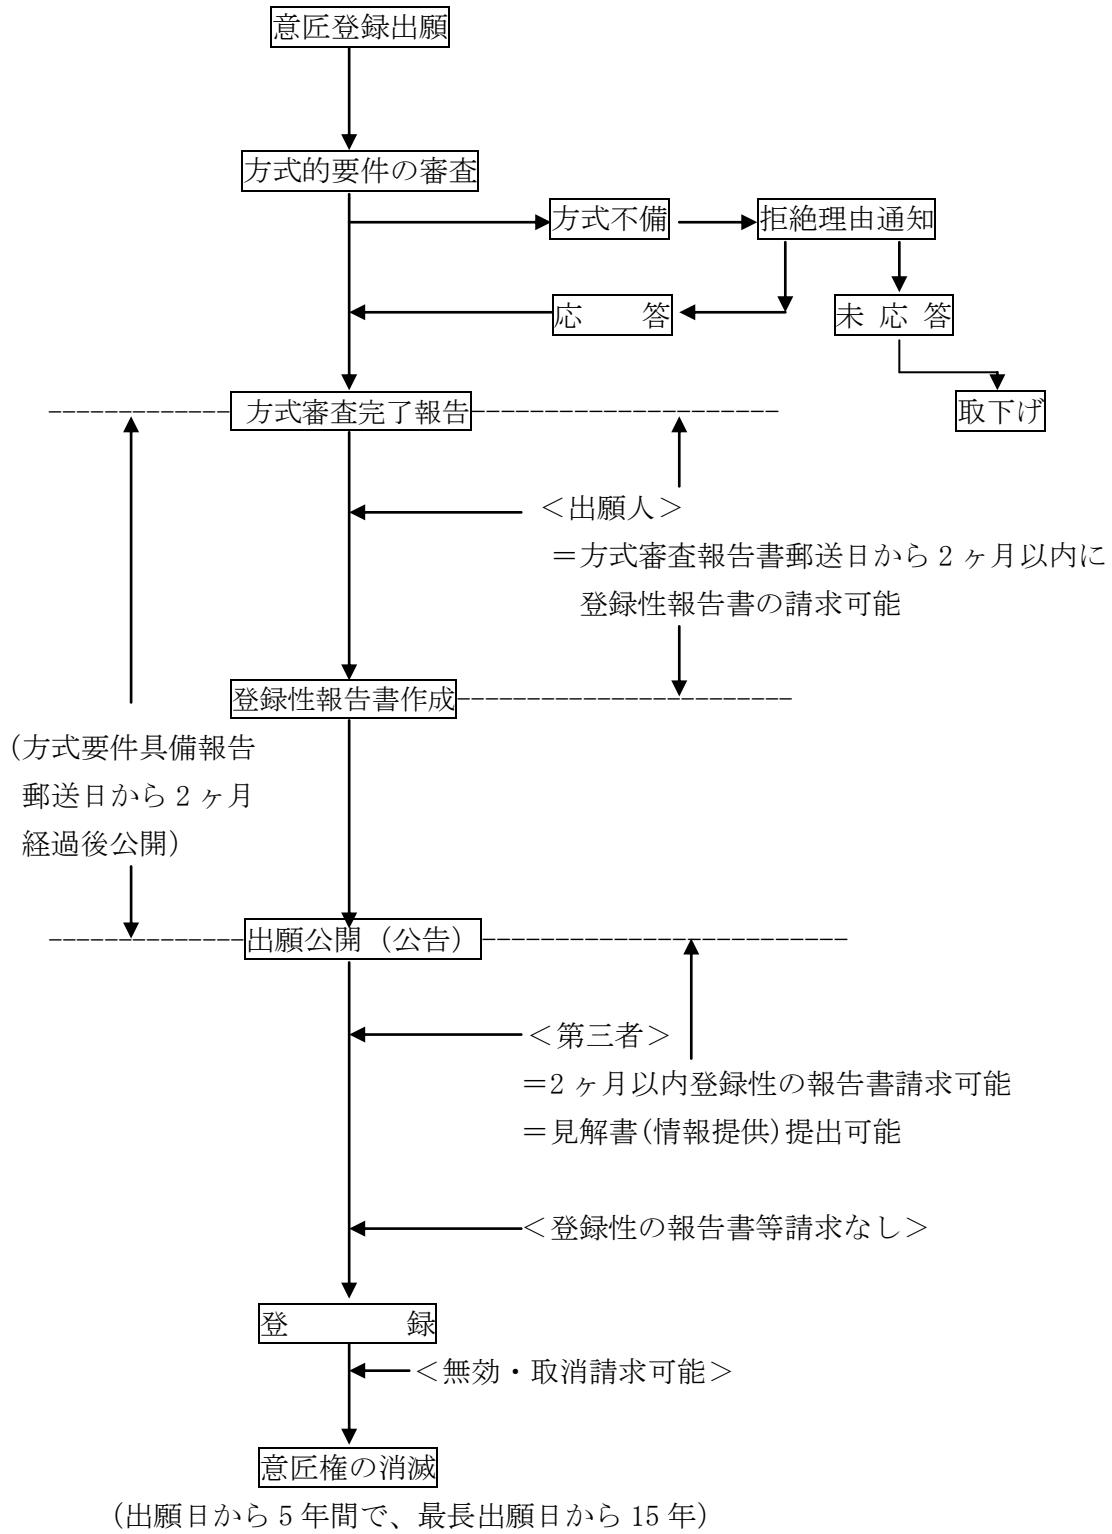 意匠登録出願
方式的要件の審査
方式不備
拒絶理由通知
応 答
未 応 答
方式審査完了報告
取下げ
＜出願人＞
＝方式審査報告書郵送日から 2 ヶ月以内に
登録性報告書の請求可能
登録性報告書作成
(方式要件具備報告
郵送日から 2 ヶ月
経過後公開)
出願公開（公告）
＜第三者＞
＝2 ヶ月以内登録性の報告書請求可能
＝見解書(情報提供)提出可能
＜登録性の報告書等請求なし＞
登 録
＜無効・取消請求可能＞
意匠権の消滅
(出願日から 5 年間で、最長出願日から 15 年)